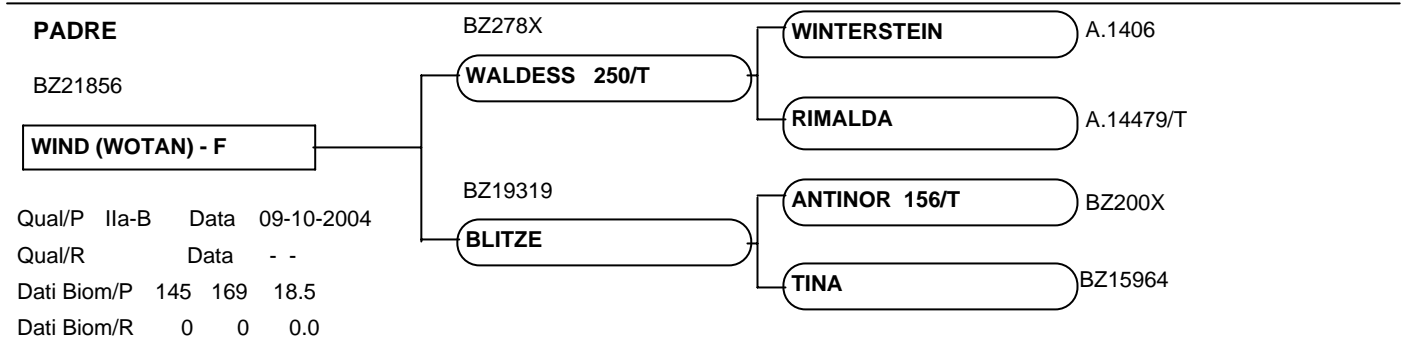 PADRE
BZ21856
WIND (WOTAN) - F
Qual/P IIa-B Data 09-10-2004
Qual/R Data - -
Dati Biom/P 145 169 18.5
Dati Biom/R 0 0 0.0
BZ278X
WALDESS 250/T
BZ19319
BLITZE
WINTERSTEIN A.1406
RIMALDA A.14479/T
ANTINOR 156/T BZ200X
TINA BZ15964